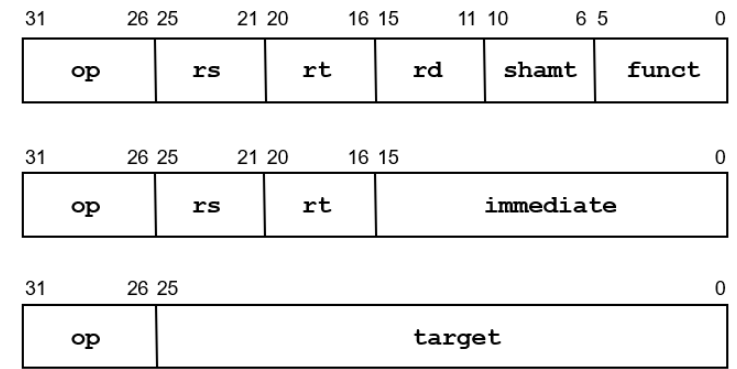 31 26 25 21 20 16 15 11 10 6 5 0
op rs rt rd shamt funct
31 26 25 21 20 16 15 0
op rs rt immediate
31 26 25 0
op target